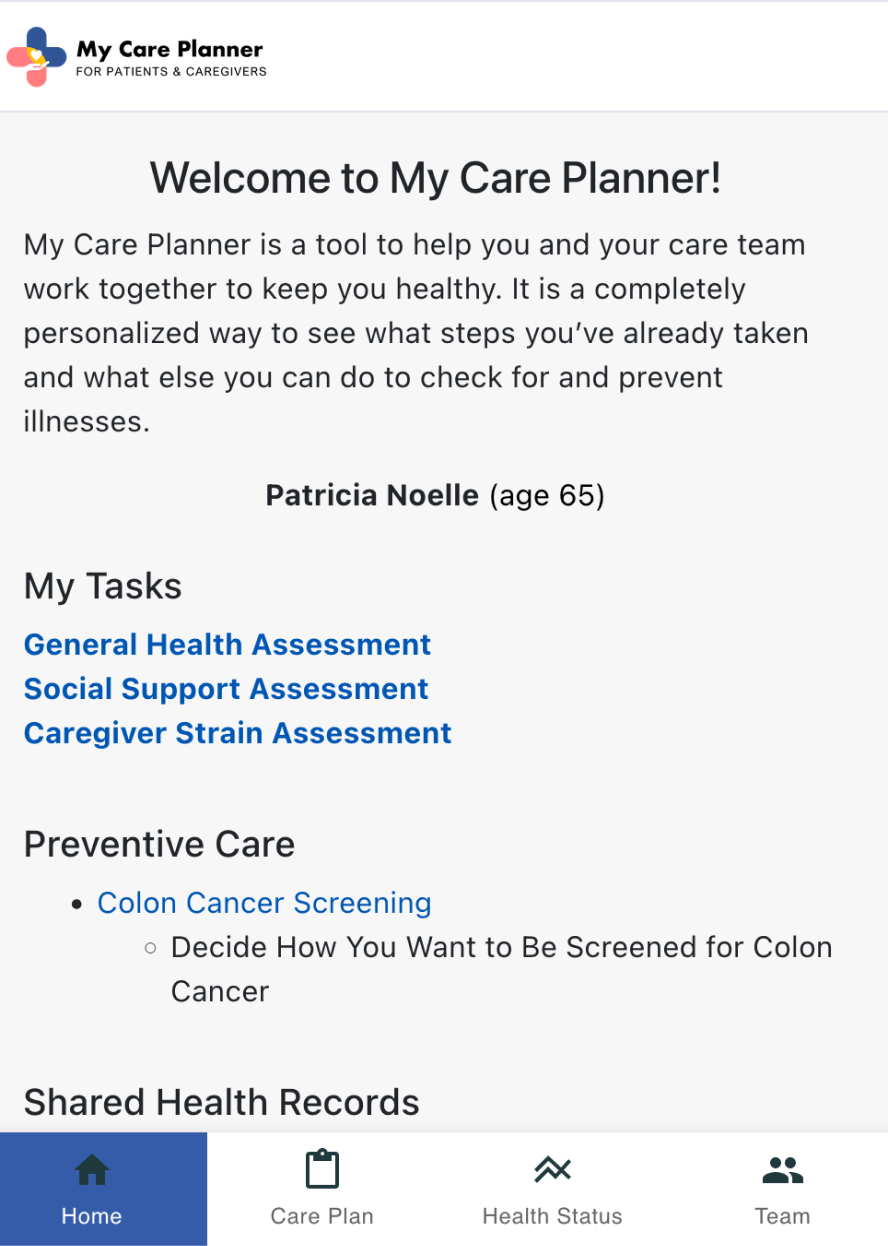 My Care Planner
FOR PATIENTS & CAREGIVERS
Welcome to My Care Planner!
My Care Planner is a tool to help you and your care team
work together to keep you healthy. It is a completely
personalized way to see what steps you’ve already taken
and what else you can do to check for and prevent
illnesses.
Patricia Noelle (age 65)
My Tasks
General Health Assessment
Social Support Assessment
Caregiver Strain Assessment
Preventive Care
Colon Cancer Screening
Decide How You Want to Be Screened for Colon
Cancer
Shared Health Records
Home
Care Plan
Health Status
Team